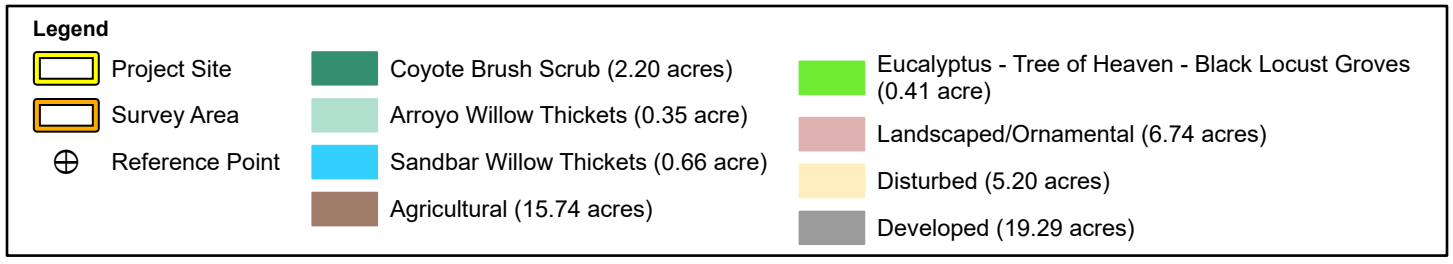 Legend
Project Site
Survey Area
Reference Point
Coyote Brush Scrub (2.20 acres)
Arroyo Willow Thickets (0.35 acre)
Sandbar Willow Thickets (0.66 acre)
Agricultural (15.74 acres)
Eucalyptus - Tree of Heaven - Black Locust Groves
(0.41 acre)
Landscaped/Ornamental (6.74 acres)
Disturbed (5.20 acres)
Developed (19.29 acres)